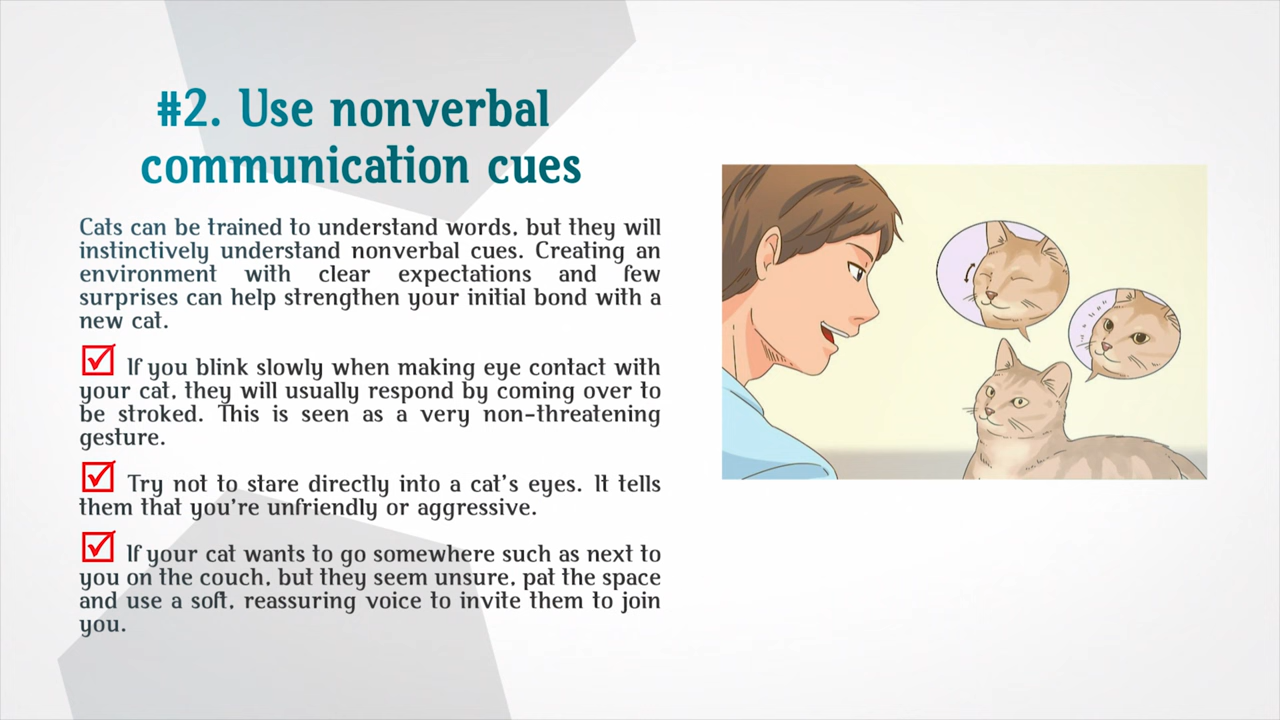 #2. Use nonverbal
communication cues
Cats can be trained to understand words, but they will
instinctively understand nonverbal cues. Creating an
environment with clear expectations and few
surprises can help strengthen your initial bond with a
new cat.
If you blink slowly when making eye contact with
your cat, they will usually respond by coming over to
be stroked. This is seen as a very non-threatening
gesture.
Try not to stare directly into a cat's eyes. It tells
them that you're unfriendly or aggressive.
If your cat wants to go somewhere such as next to
you on the couch, but they seem unsure, pat the space
and use a soft, reassuring voice to invite them to join
you.